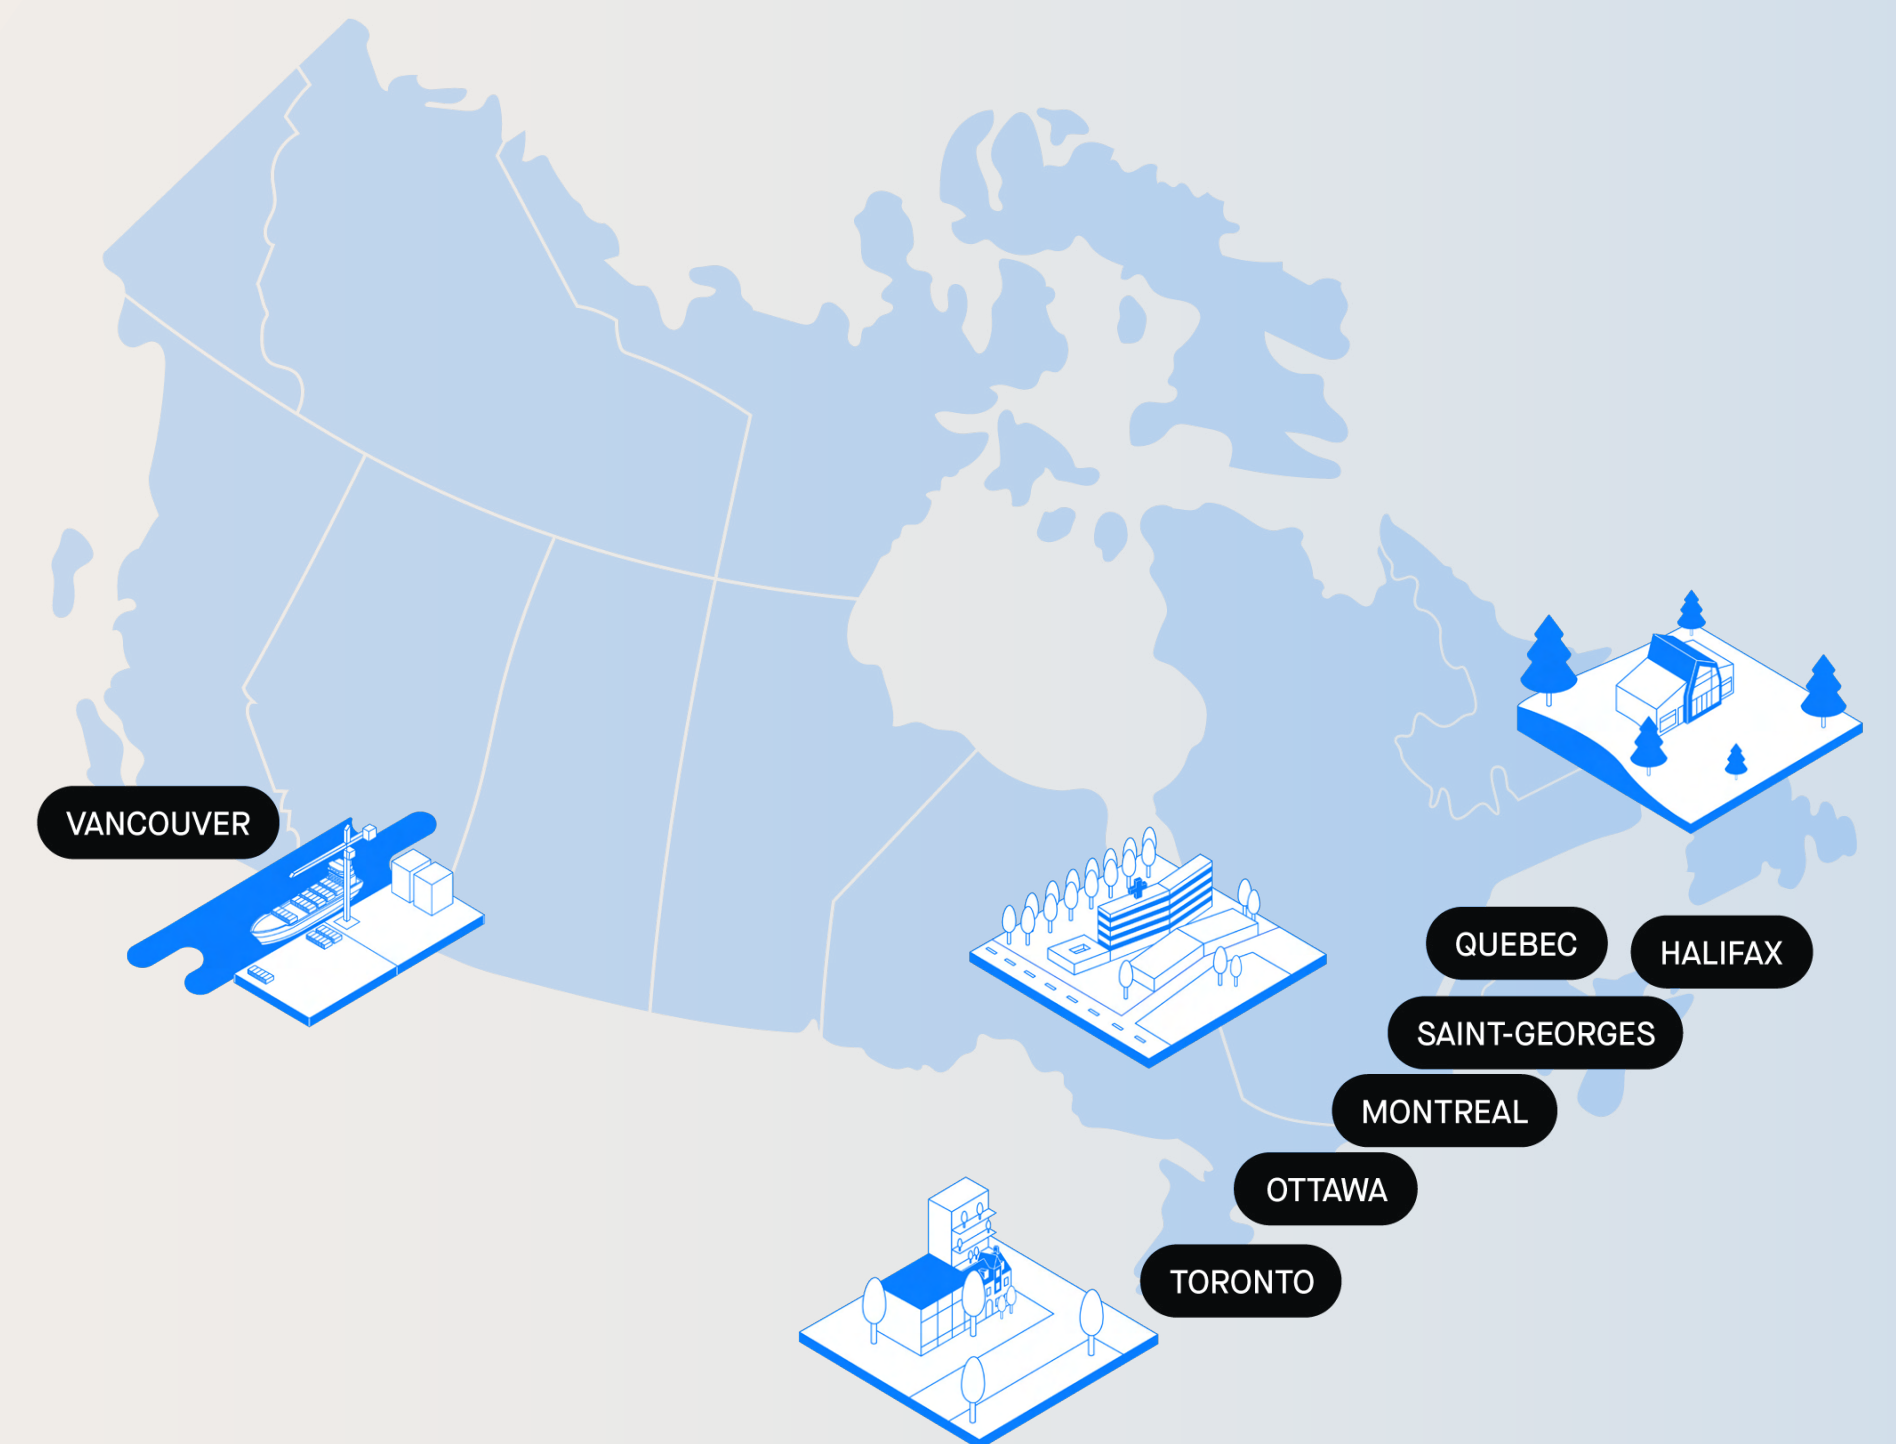 VANCOUVER
QUEBEC
HALIFAX
SAINT-GEORGES
MONTREAL
OTTAWA
TORONTO